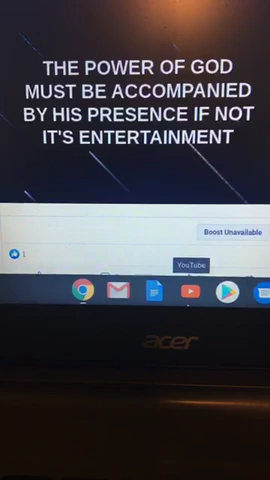 THE POWER OF GOD
MUST BE ACCOMPANIED
BY HIS PRESENCE IF NOT
IT'S ENTERTAINMENT
Boost Unavailable
1
YouTube
acer